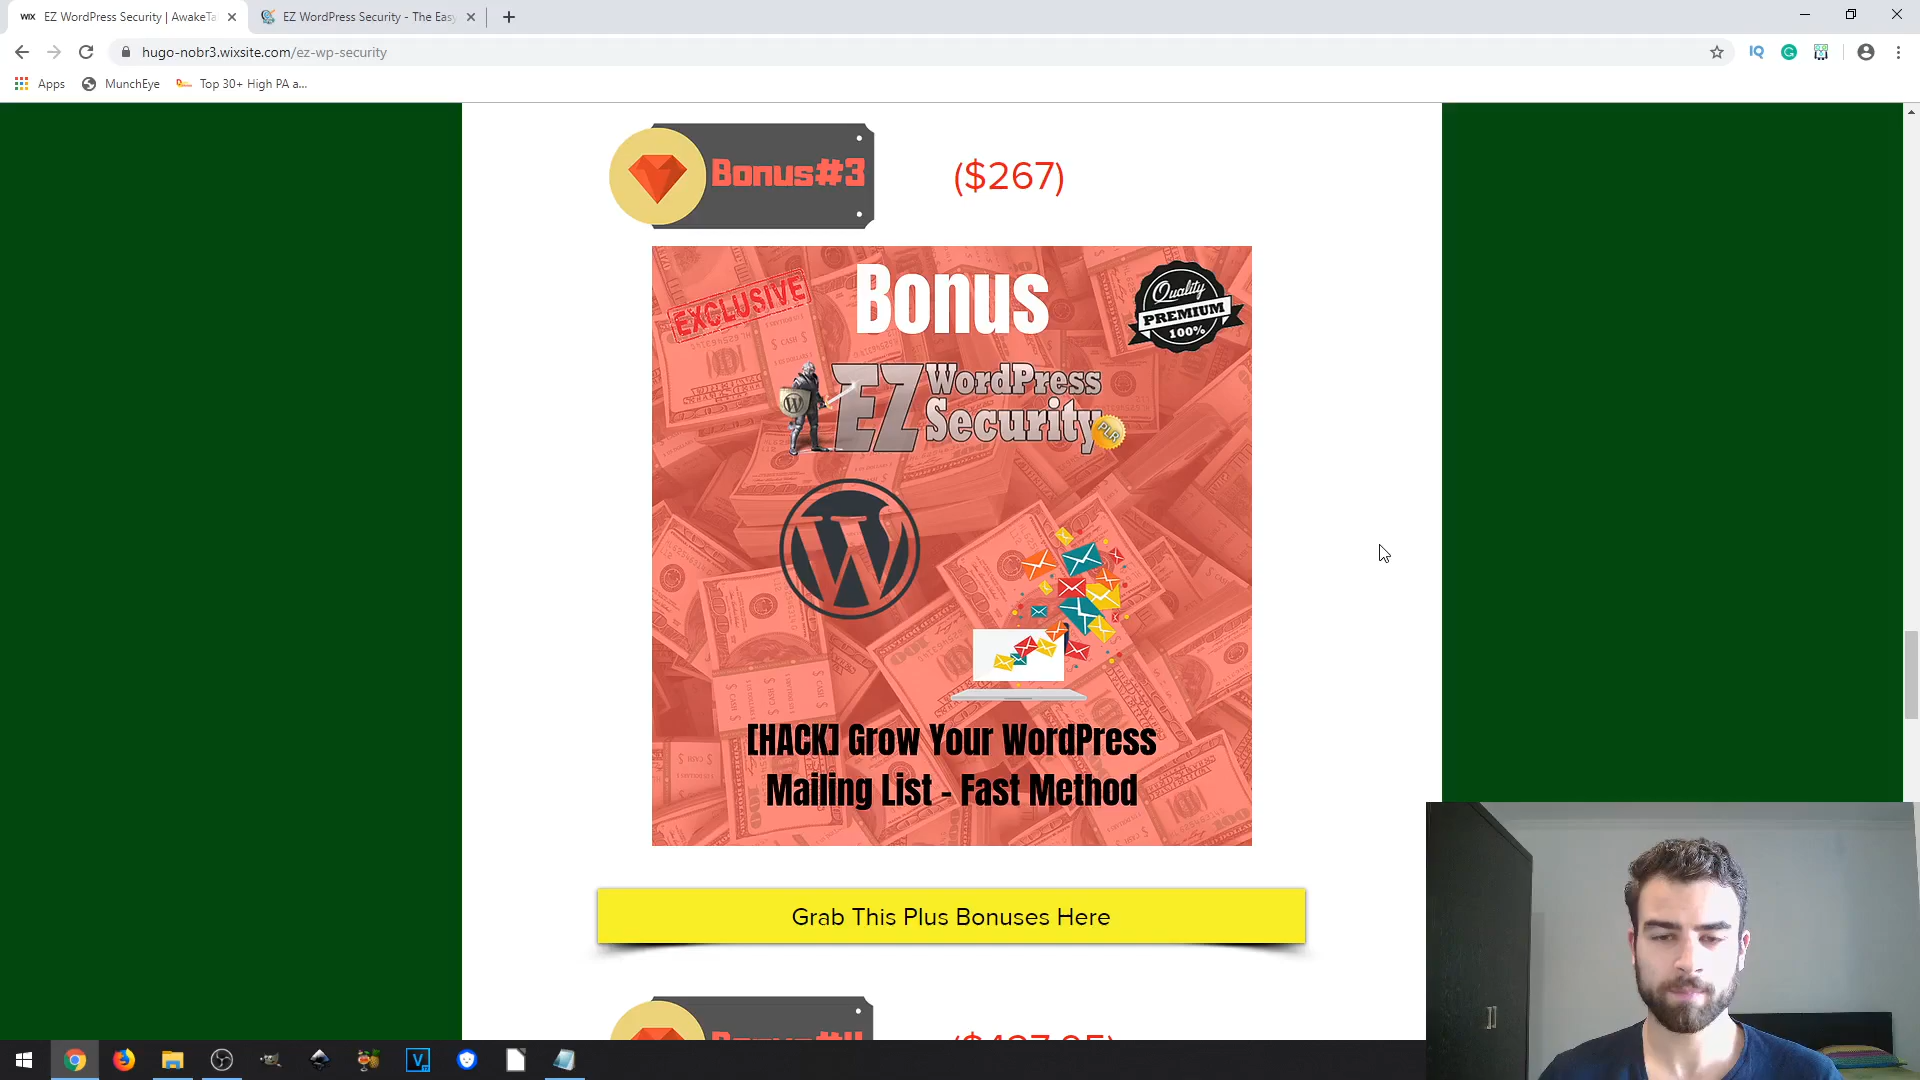 WIX EZ WordPress Security | AwakeTa
EZ WordPress Security - The Easy
hugo-nobr3.wixsite.com/ez-wp-security
IQ
Apps
MunchEye
Top 30+ High PA a...
Bonus#3
($267)
EXCLUSIVE
Bonus
Quality
PREMIUM
100%
EZ WordPress
Security
PLR
[HACK] Grow Your WordPress
Mailing List - Fast Method
Grab This Plus Bonuses Here